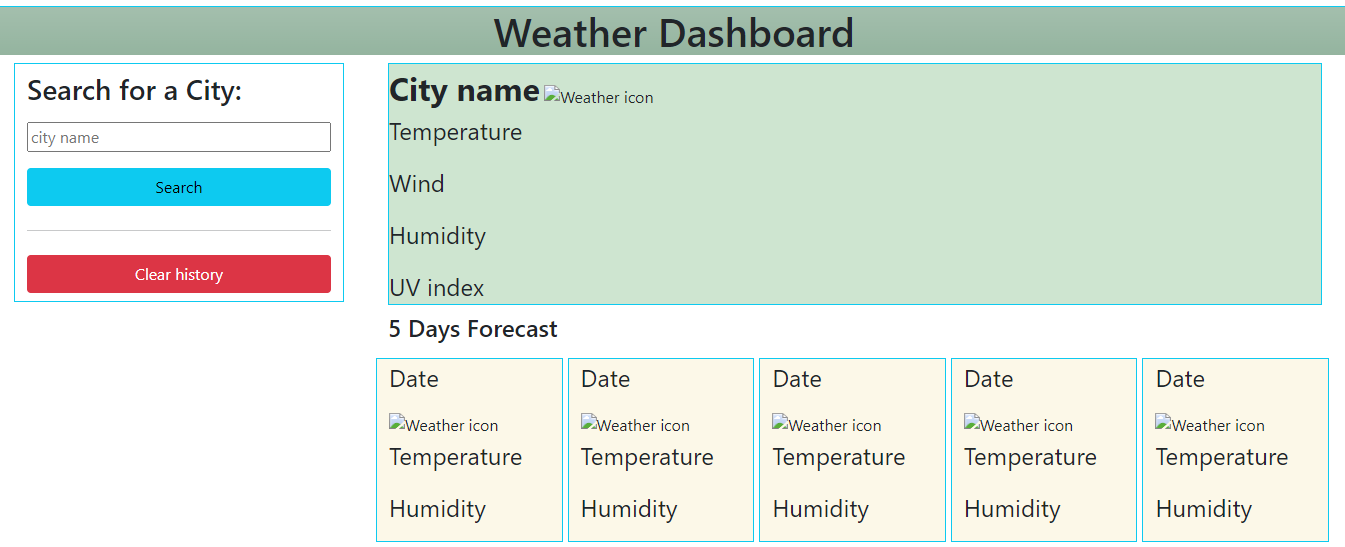 Weather Dashboard
Search for a City:
city name
Search
Clear history
City name Weather icon
Temperature
Wind
Humidity
UV index
5 Days Forecast
Date
Weather icon
Temperature
Humidity
Date
Weather icon
Temperature
Humidity
Date
Weather icon
Temperature
Humidity
Date
Weather icon
Temperature
Humidity
Date
Weather icon
Temperature
Humidity